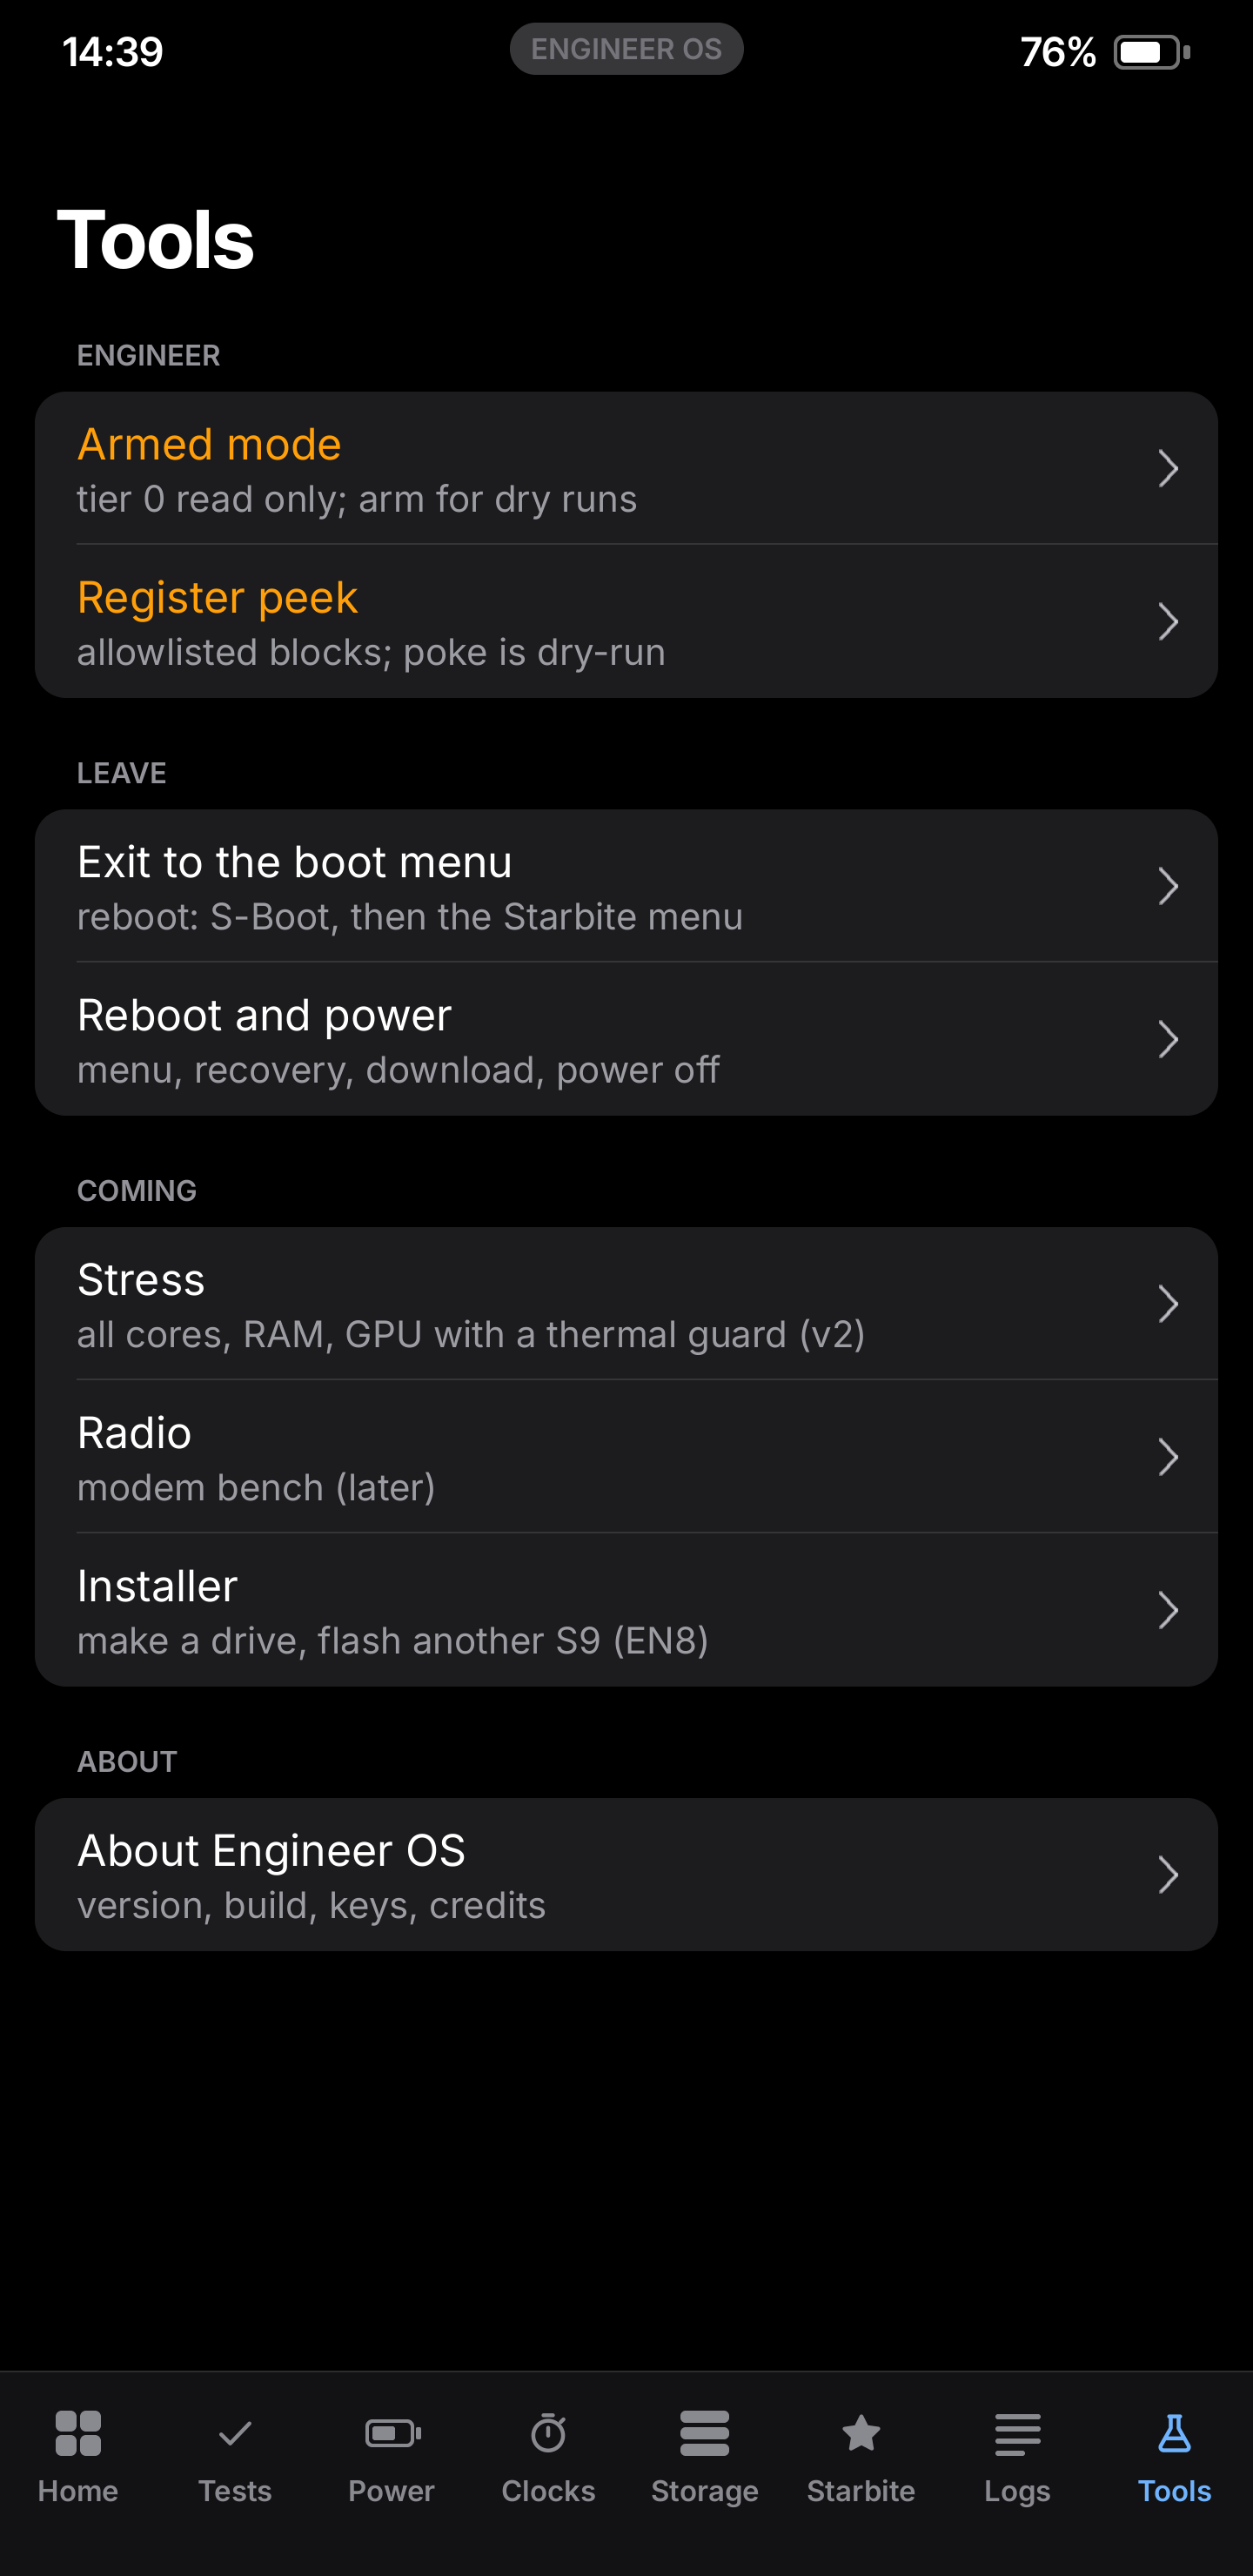 14:39
ENGINEER OS
76%
Tools
ENGINEER
Armed mode
tier 0 read only; arm for dry runs
Register peek
allowlisted blocks; poke is dry-run
LEAVE
Exit to the boot menu
reboot: S-Boot, then the Starbite menu
Reboot and power
menu, recovery, download, power off
COMING
Stress
all cores, RAM, GPU with a thermal guard (v2)
Radio
modem bench (later)
Installer
make a drive, flash another S9 (EN8)
ABOUT
About Engineer OS
version, build, keys, credits
Home
Tests
Power
Clocks
Storage
Starbite
Logs
Tools